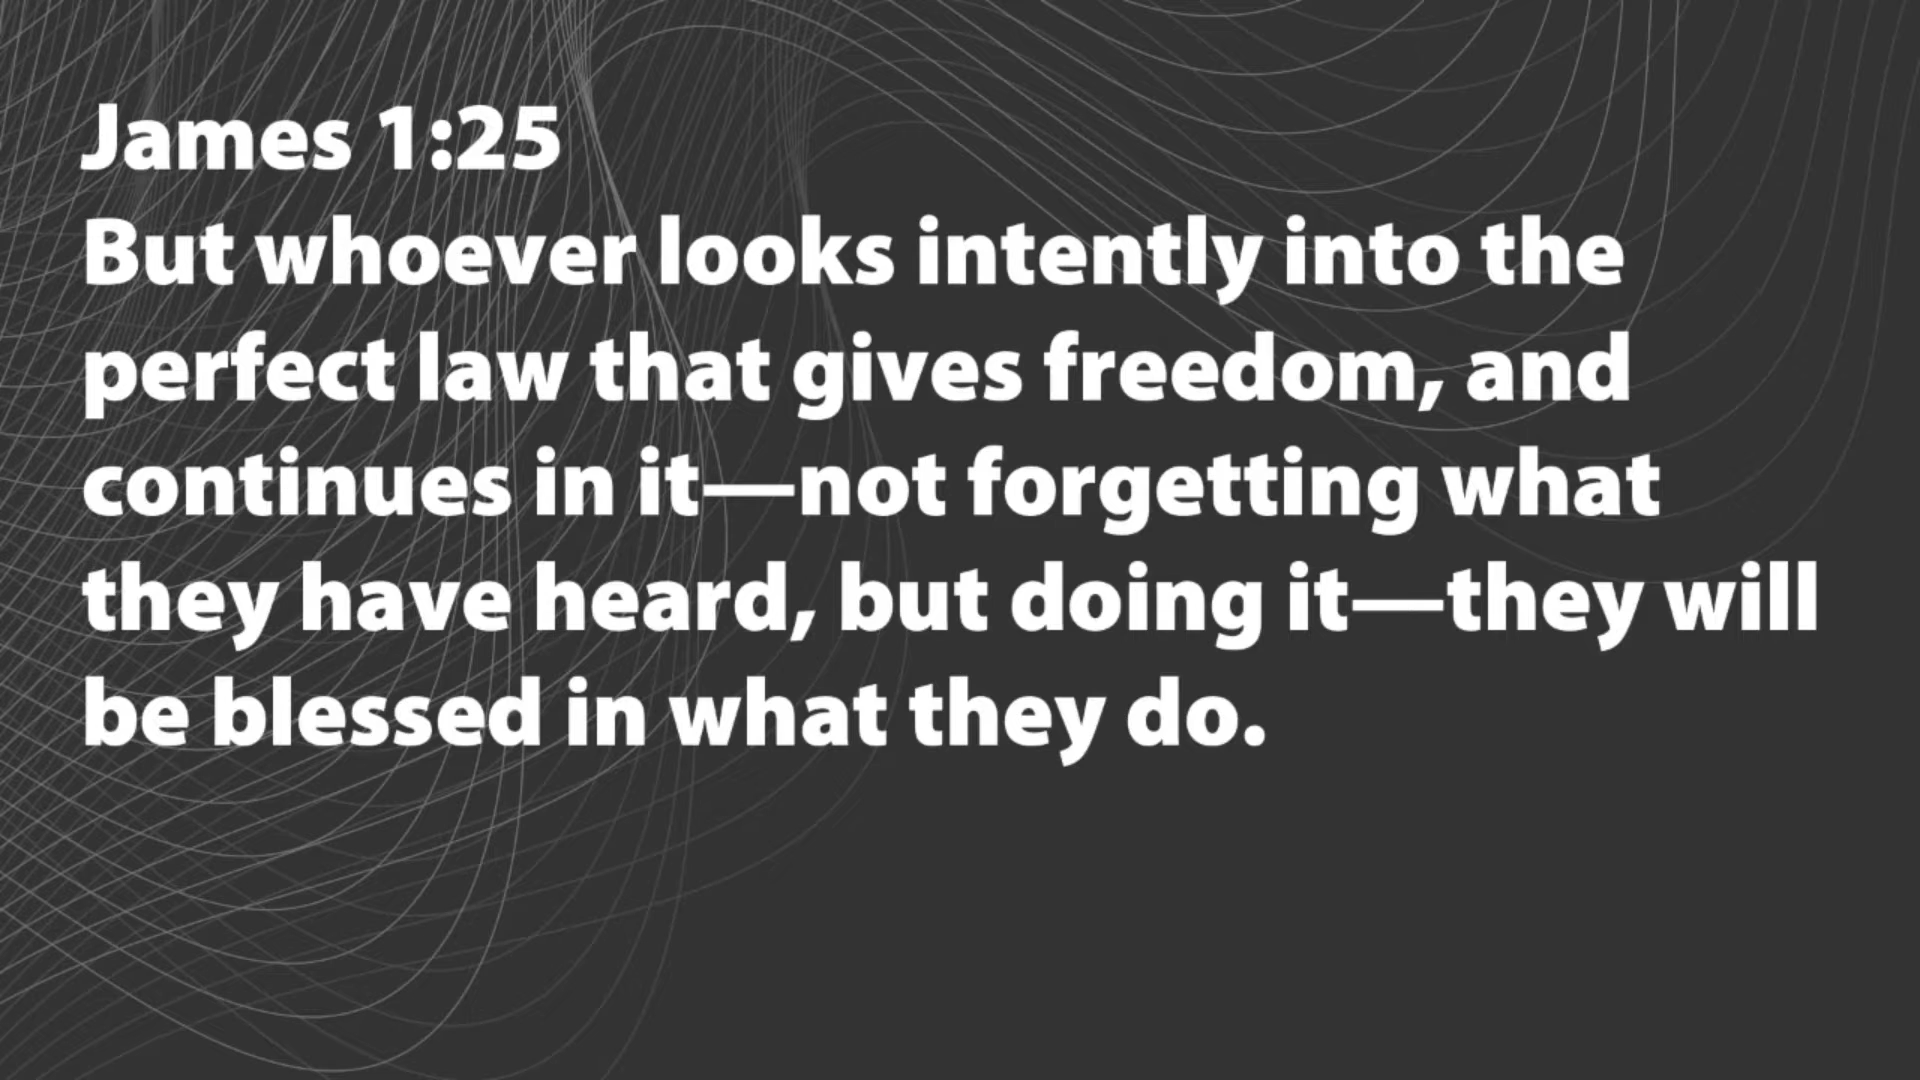 James 1:25
But whoever looks intently into the
perfect law that gives freedom, and
continues in it—not forgetting what
they have heard, but doing it—they will
be blessed in what they do.